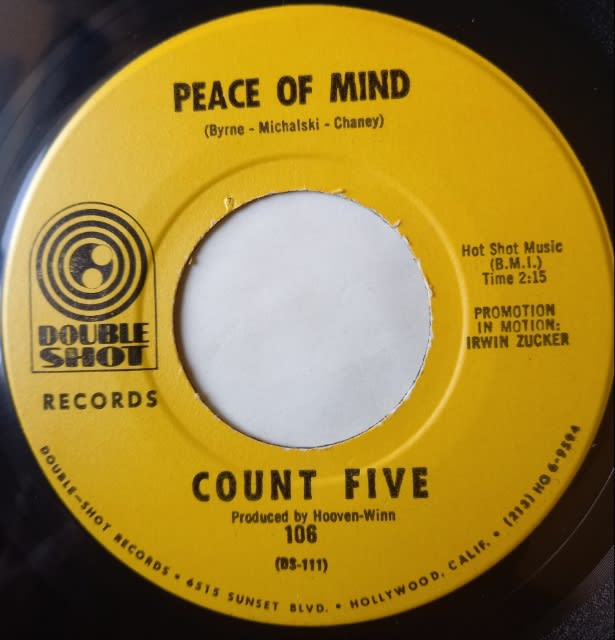 PEACE OF MIND
(Byrne - Michalski - Chaney)
Hot Shot Music
(B.M.I.)
Time 2:15
PROMOTION
IN MOTION:
IRWIN ZUCKER
DOUBLE
SHOT
RECORDS
COUNT FIVE
Produced by Hooven-Winn
106
(DS-111)
DOUBLE-SHOT RECORDS • 6515 SUNSET BLVD. • HOLLYWOOD, CALIF. • (213) HO 6-9594